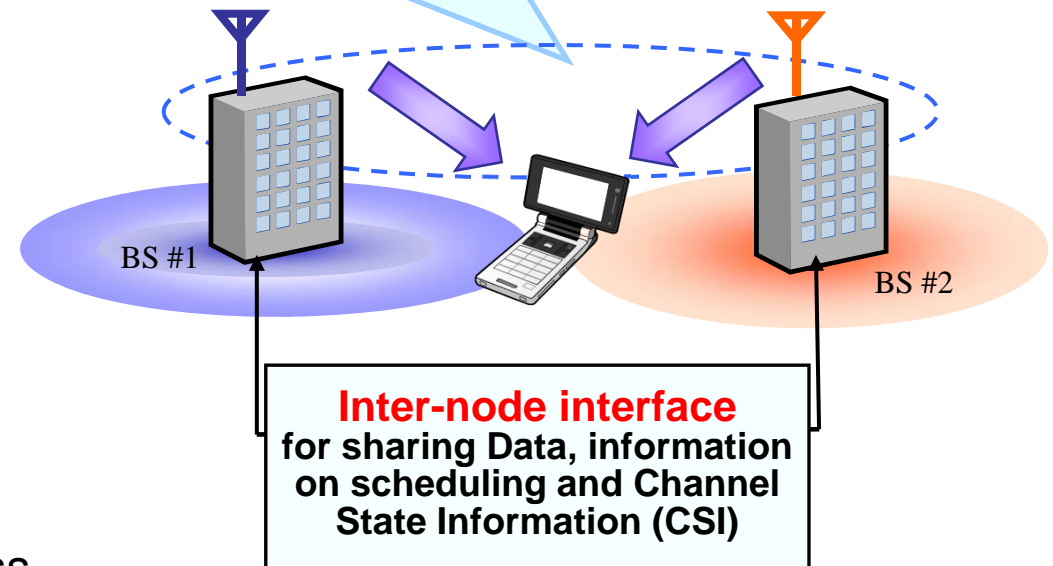 BS #1
BS #2
Inter-node interface
for sharing Data, information
on scheduling and Channel
State Information (CSI)